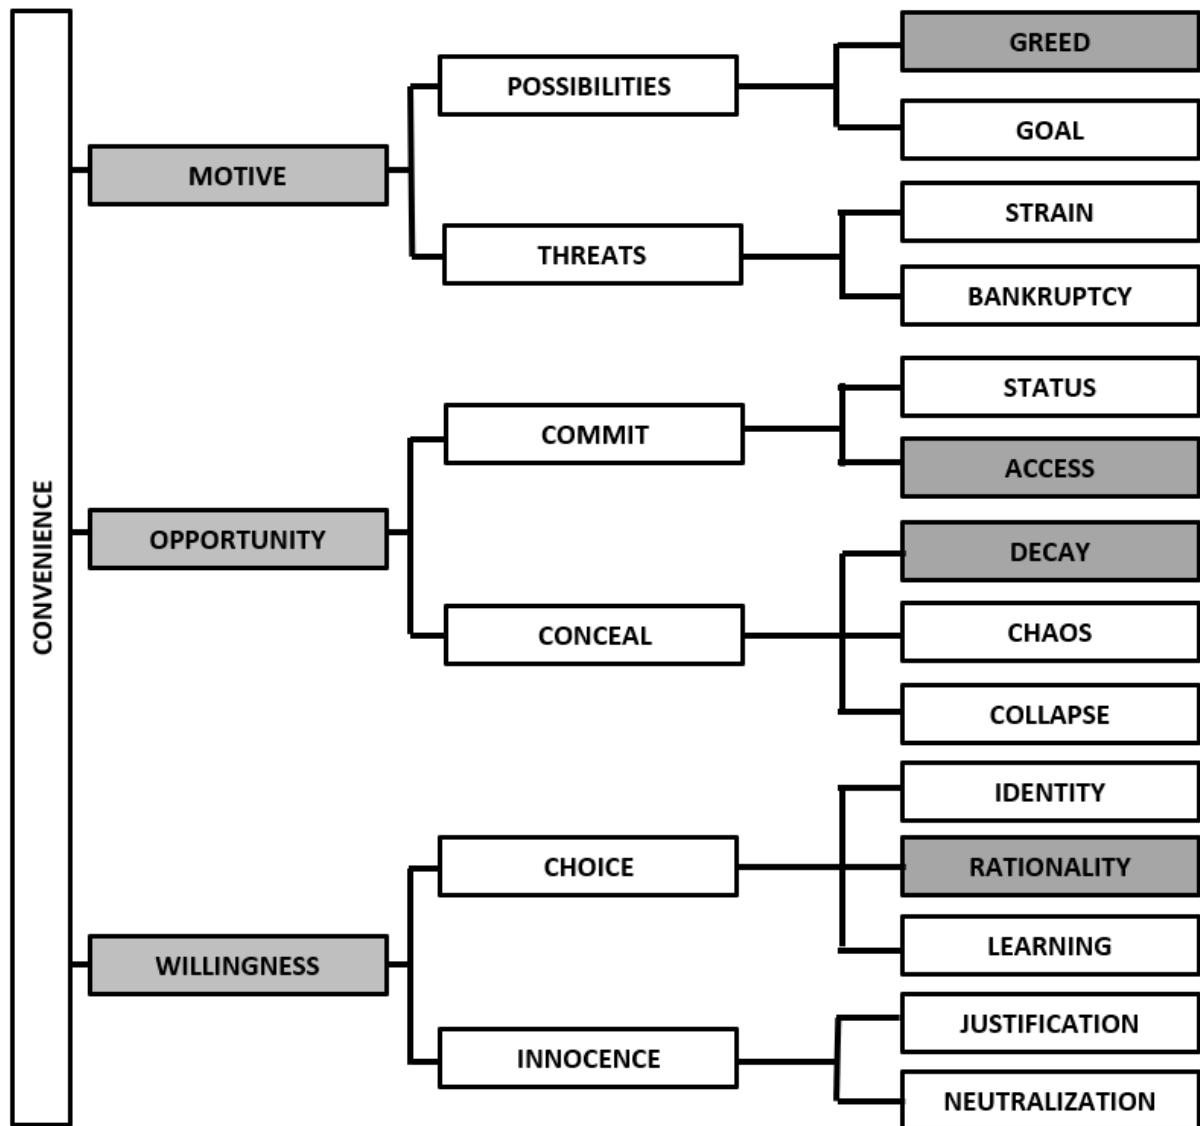 CONVENIENCE
MOTIVE
POSSIBILITIES
GREED
GOAL
THREATS
STRAIN
BANKRUPTCY
OPPORTUNITY
COMMIT
STATUS
ACCESS
CONCEAL
DECAY
CHAOS
COLLAPSE
WILLINGNESS
CHOICE
IDENTITY
RATIONALITY
LEARNING
INNOCENCE
JUSTIFICATION
NEUTRALIZATION